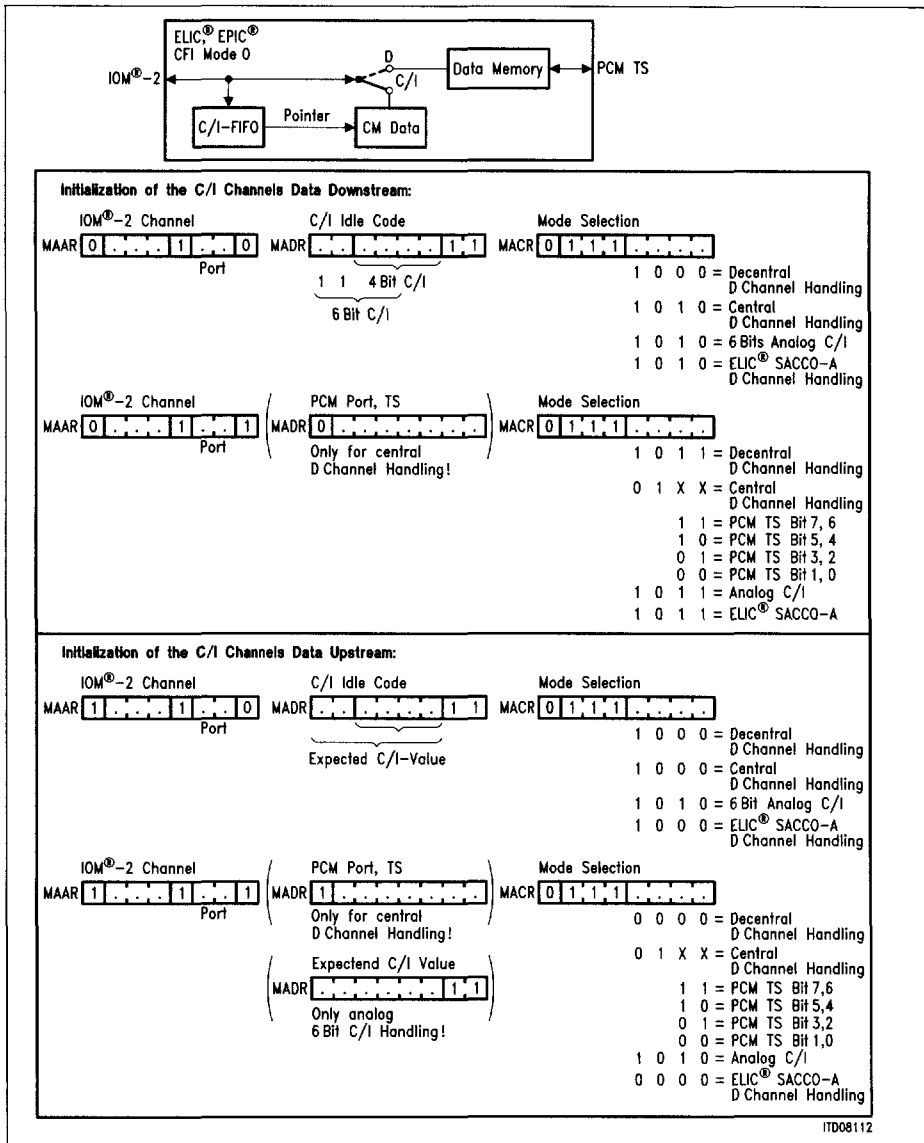 ELIC,® EPIC®
CFI Mode 0
IOM®-2
D
C/I
Data Memory
PCM TS
C/I-FIFO
Pointer
CM Data
Initialization of the C/I Channels Data Downstream:
IOM®-2 Channel C/I Idle Code Mode Selection
MAAR 0 . . . . 1 . . 0 MADR . . . . . . 1 1 MACR 0 1 1 1 . . . .
Port
1 1 4 Bit C/I
6 Bit C/I
1 0 0 0 = Decentral
D Channel Handling
1 0 1 0 = Central
D Channel Handling
1 0 1 0 = 6 Bits Analog C/I
1 0 1 0 = ELIC® SACCO-A
D Channel Handling
IOM®-2 Channel PCM Port, TS Mode Selection
MAAR 0 . . . . 1 . . 1 MADR 0 . . . . . . . MACR 0 1 1 1 . . . .
Port
Only for central
D Channel Handling!
1 0 1 1 = Decentral
D Channel Handling
0 1 X X = Central
D Channel Handling
1 1 = PCM TS Bit 7, 6
1 0 = PCM TS Bit 5, 4
0 1 = PCM TS Bit 3, 2
0 0 = PCM TS Bit 1, 0
1 0 1 1 = Analog C/I
1 0 1 1 = ELIC® SACCO-A
Initialization of the C/I Channels Data Upstream:
IOM®-2 Channel C/I Idle Code Mode Selection
MAAR 1 . . . . 1 . . 0 MADR . . . . . . 1 1 MACR 0 1 1 1 . . . .
Port
Expected C/I-Value
1 0 0 0 = Decentral
D Channel Handling
1 0 0 0 = Central
D Channel Handling
1 0 1 0 = 6 Bit Analog C/I
1 0 0 0 = ELIC® SACCO-A
D Channel Handling
IOM®-2 Channel PCM Port, TS Mode Selection
MAAR 1 . . . . 1 . . 1 MADR 1 . . . . . . . MACR 0 1 1 1 . . . .
Port
Only for central
D Channel Handling!
0 0 0 0 = Decentral
D Channel Handling
0 1 X X = Central
D Channel Handling
Expectend C/I Value
MADR . . . . . . 1 1
Only analog
6 Bit C/I Handling!
1 1 = PCM TS Bit 7,6
1 0 = PCM TS Bit 5,4
0 1 = PCM TS Bit 3,2
0 0 = PCM TS Bit 1,0
1 0 1 0 = Analog C/I
0 0 0 0 = ELIC® SACCO-A
D Channel Handling
ITD08112